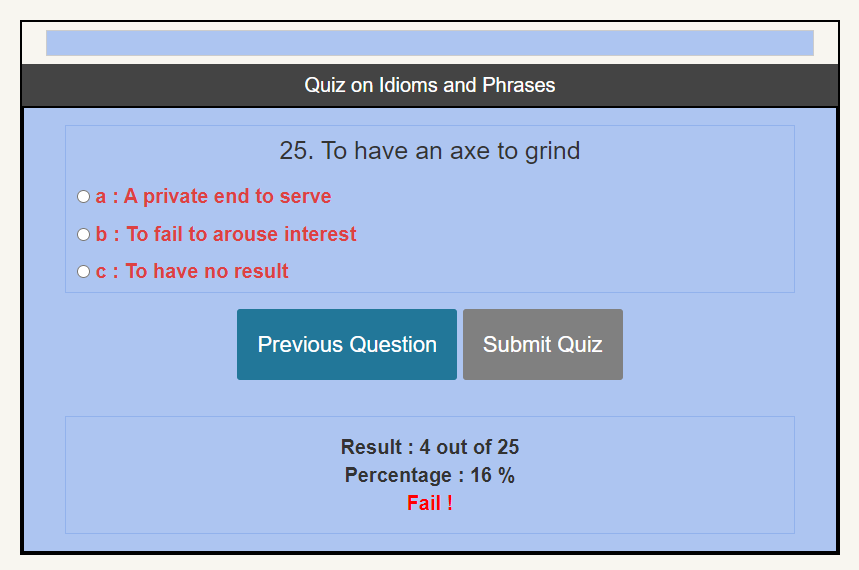 Quiz on Idioms and Phrases
25. To have an axe to grind
a : A private end to serve
b : To fail to arouse interest
c : To have no result
Previous Question
Submit Quiz
Result : 4 out of 25
Percentage : 16 %
Fail !